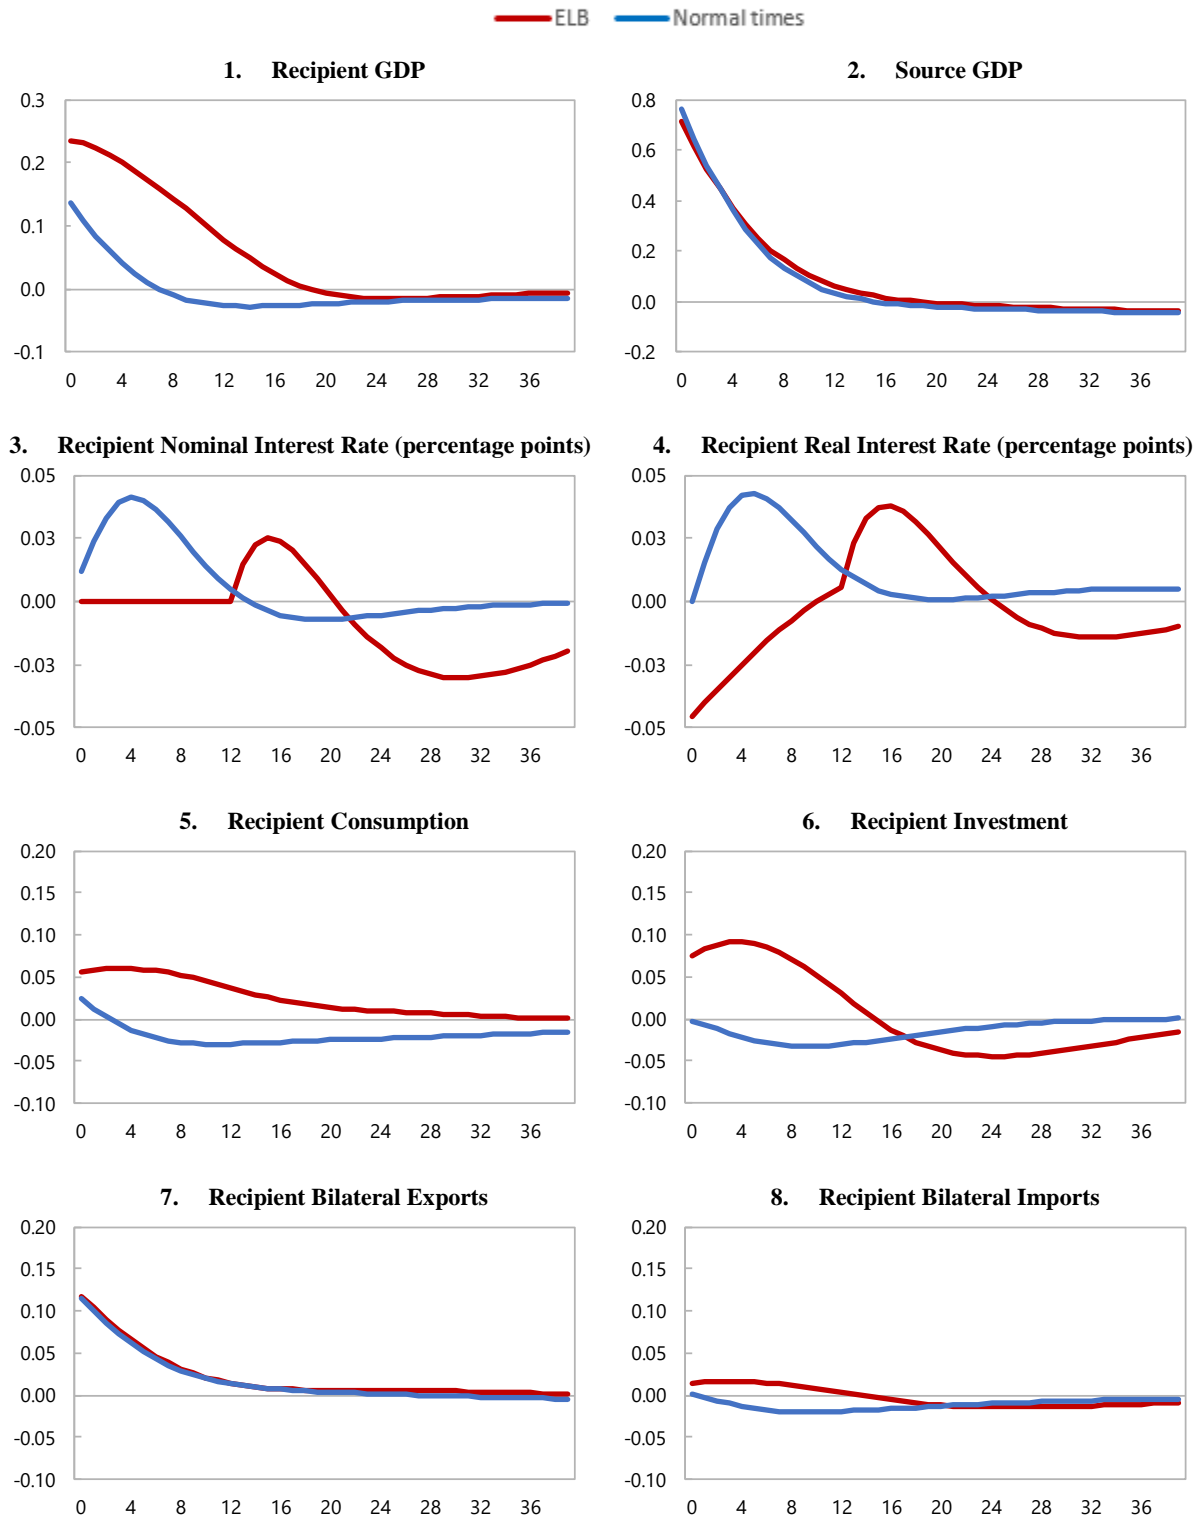 ELB Normal times
1. Recipient GDP
0.3
0.2
0.1
0.0
-0.1
0 4 8 12 16 20 24 28 32 36
2. Source GDP
0.8
0.6
0.4
0.2
0.0
-0.2
0 4 8 12 16 20 24 28 32 36
3. Recipient Nominal Interest Rate (percentage points)
0.05
0.03
0.00
-0.03
-0.05
0 4 8 12 16 20 24 28 32 36
4. Recipient Real Interest Rate (percentage points)
0.05
0.03
0.00
-0.03
-0.05
0 4 8 12 16 20 24 28 32 36
5. Recipient Consumption
0.20
0.15
0.10
0.05
0.00
-0.05
-0.10
0 4 8 12 16 20 24 28 32 36
6. Recipient Investment
0.20
0.15
0.10
0.05
0.00
-0.05
-0.10
0 4 8 12 16 20 24 28 32 36
7. Recipient Bilateral Exports
0.20
0.15
0.10
0.05
0.00
-0.05
-0.10
0 4 8 12 16 20 24 28 32 36
8. Recipient Bilateral Imports
0.20
0.15
0.10
0.05
0.00
-0.05
-0.10
0 4 8 12 16 20 24 28 32 36